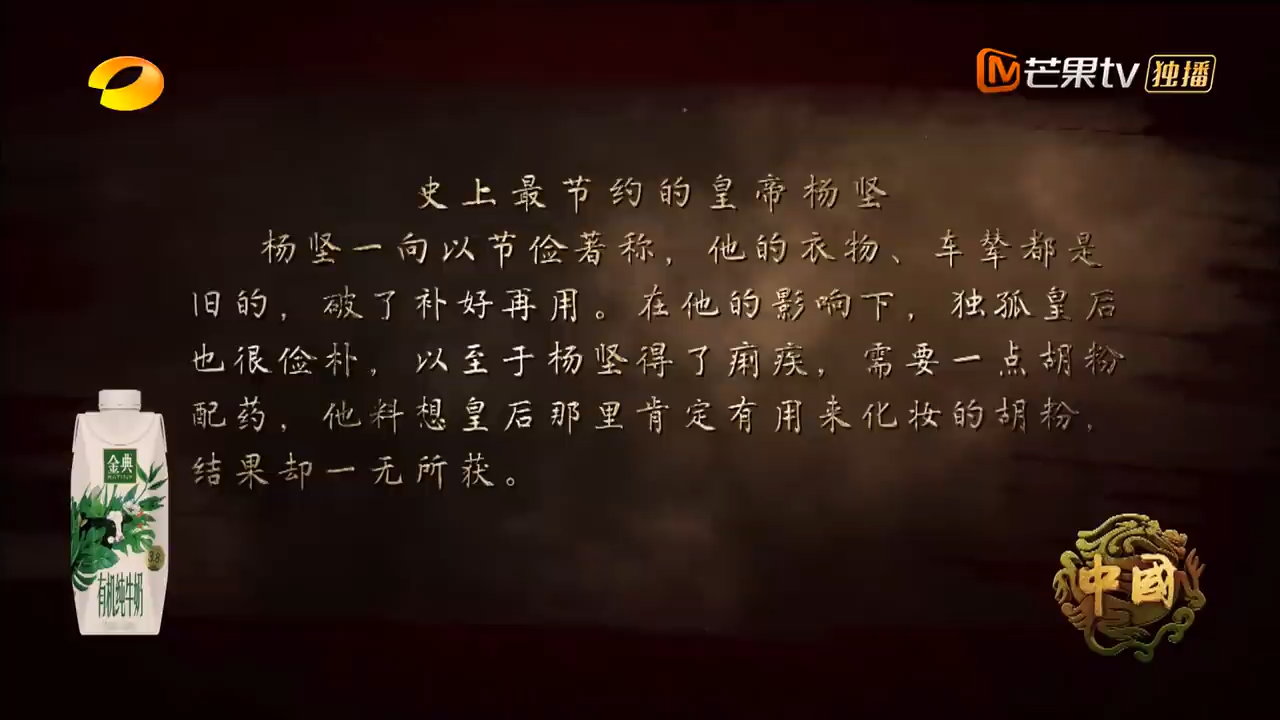 芒果tv 独播
史上最节约的皇帝杨坚
杨坚一向以节俭著称，他的衣物、车辇都是
旧的，破了补好再用。在他的影响下，独孤皇后
也很俭朴，以至于杨坚得了痢疾，需要一点胡粉
配药，他料想皇后那里肯定有用来化妆的胡粉，
结果却一无所获。
金典
3.8
有机纯牛奶
中國